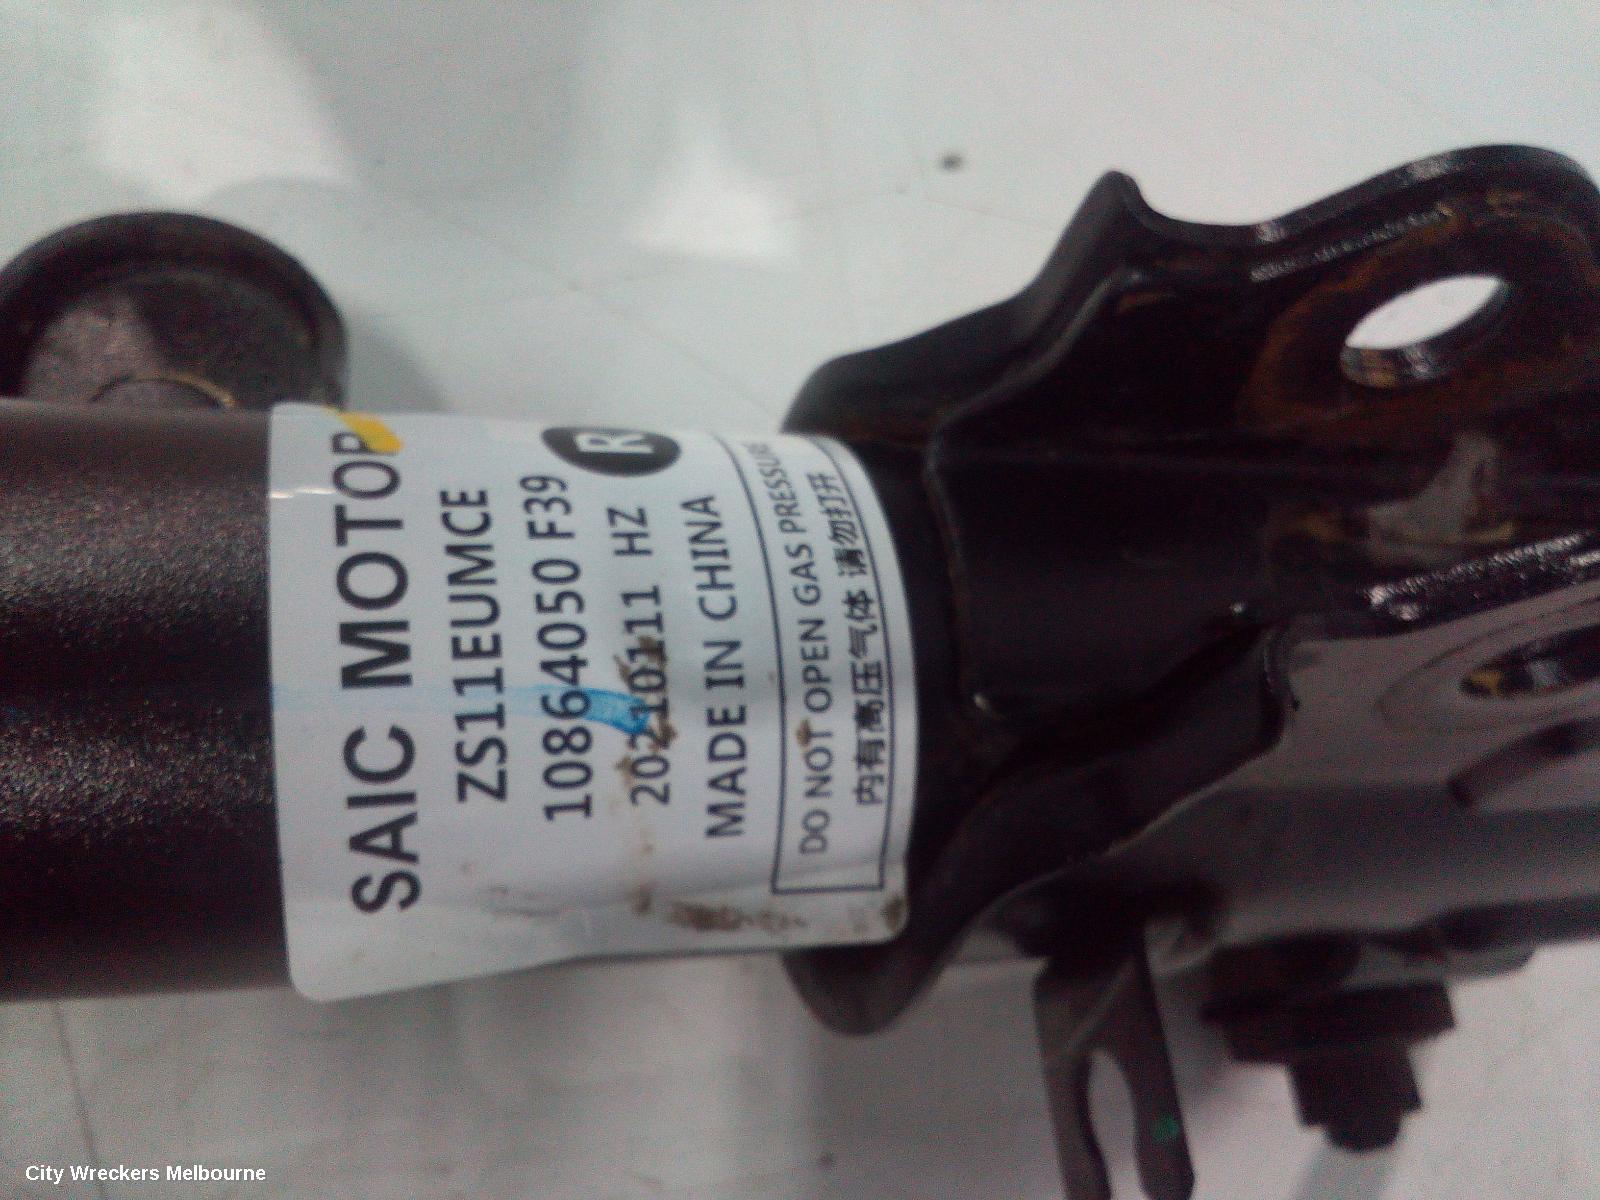 SAIC MOTOR
ZS11EUMCE
10864050 F39
20210111 HZ
R
MADE IN CHINA
DO NOT OPEN GAS PRESSURE
内有高压气体 请勿打开
City Wreckers Melbourne